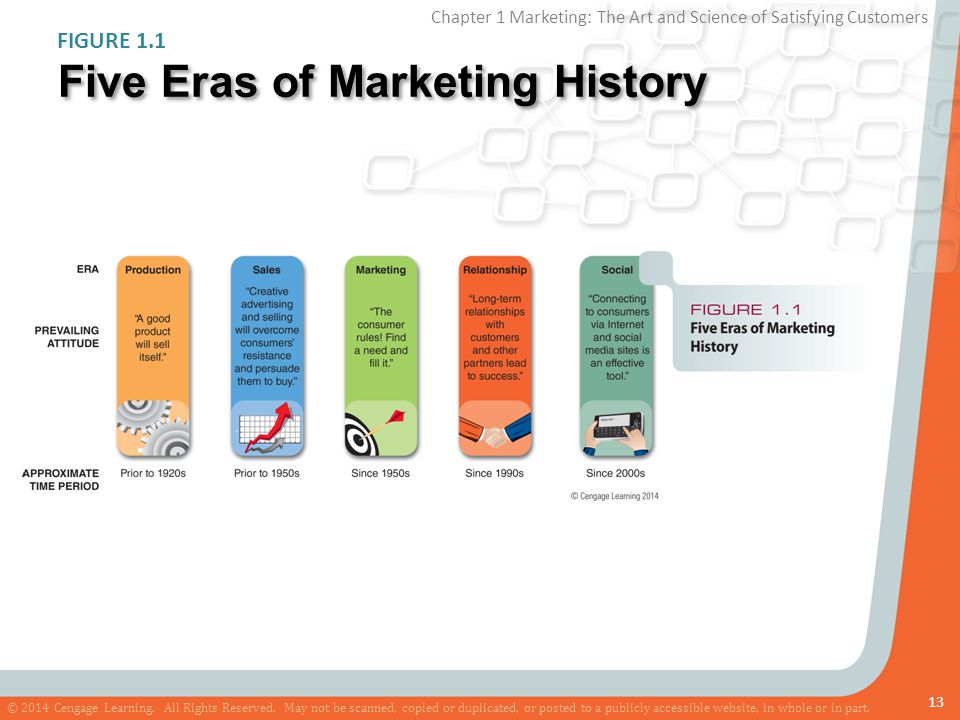 Chapter 1 Marketing: The Art and Science of Satisfying Customers
FIGURE 1.1
Five Eras of Marketing History
ERA
Production
Sales
Marketing
Relationship
Social
PREVAILING
ATTITUDE
“A good
product
will sell
itself.”
“Creative
advertising
and selling
will overcome
consumers’
resistance
and persuade
them to buy.”
“The
consumer
rules! Find
a need and
fill it.”
“Long-term
relationships
with
customers
and other
partners lead
to success.”
“Connecting
to consumers
via Internet
and social
media sites is
an effective
tool.”
FIGURE 1.1
Five Eras of Marketing
History
APPROXIMATE
TIME PERIOD
Prior to 1920s
Prior to 1950s
Since 1950s
Since 1990s
Since 2000s
© Cengage Learning 2014
© 2014 Cengage Learning. All Rights Reserved. May not be scanned, copied or duplicated, or posted to a publicly accessible website, in whole or in part.
13